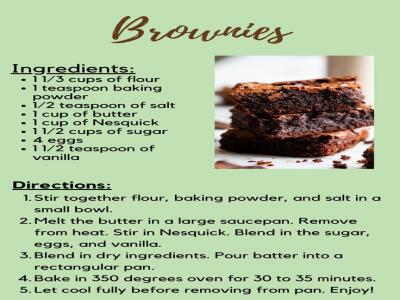 Brownies
Ingredients:
• 1 1/3 cups of flour
• 1 teaspoon baking
powder
• 1/2 teaspoon of salt
• 1 cup of butter
• 1 cup of Nesquick
• 1 1/2 cups of sugar
• 4 eggs
• 1 1/2 teaspoon of
vanilla
Directions:
1. Stir together flour, baking powder, and salt in a
small bowl.
2. Melt the butter in a large saucepan. Remove
from heat. Stir in Nesquick. Blend in the sugar,
eggs, and vanilla.
3. Blend in dry ingredients. Pour batter into a
rectangular pan.
4. Bake in 350 degrees oven for 30 to 35 minutes.
5. Let cool fully before removing from pan. Enjoy!